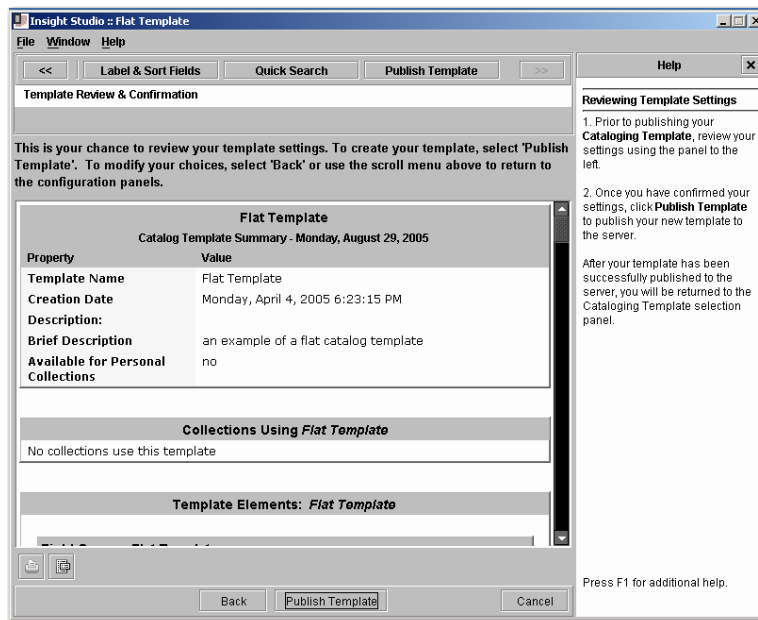 Insight Studio :: Flat Template
File Window Help
<< Label & Sort Fields Quick Search Publish Template >>
Template Review & Confirmation
This is your chance to review your template settings. To create your template, select 'Publish
Template'. To modify your choices, select 'Back' or use the scroll menu above to return to
the configuration panels.
Flat Template
Catalog Template Summary - Monday, August 29, 2005
Property Value
Template Name Flat Template
Creation Date Monday, April 4, 2005 6:23:15 PM
Description:
Brief Description an example of a flat catalog template
Available for Personal no
Collections
Collections Using Flat Template
No collections use this template
Template Elements: Flat Template
Back Publish Template Cancel
Help
Reviewing Template Settings
1. Prior to publishing your
Cataloging Template, review your
settings using the panel to the
left.
2. Once you have confirmed your
settings, click Publish Template
to publish your new template to
the server.
After your template has been
successfully published to the
server, you will be returned to the
Cataloging Template selection
panel.
Press F1 for additional help.